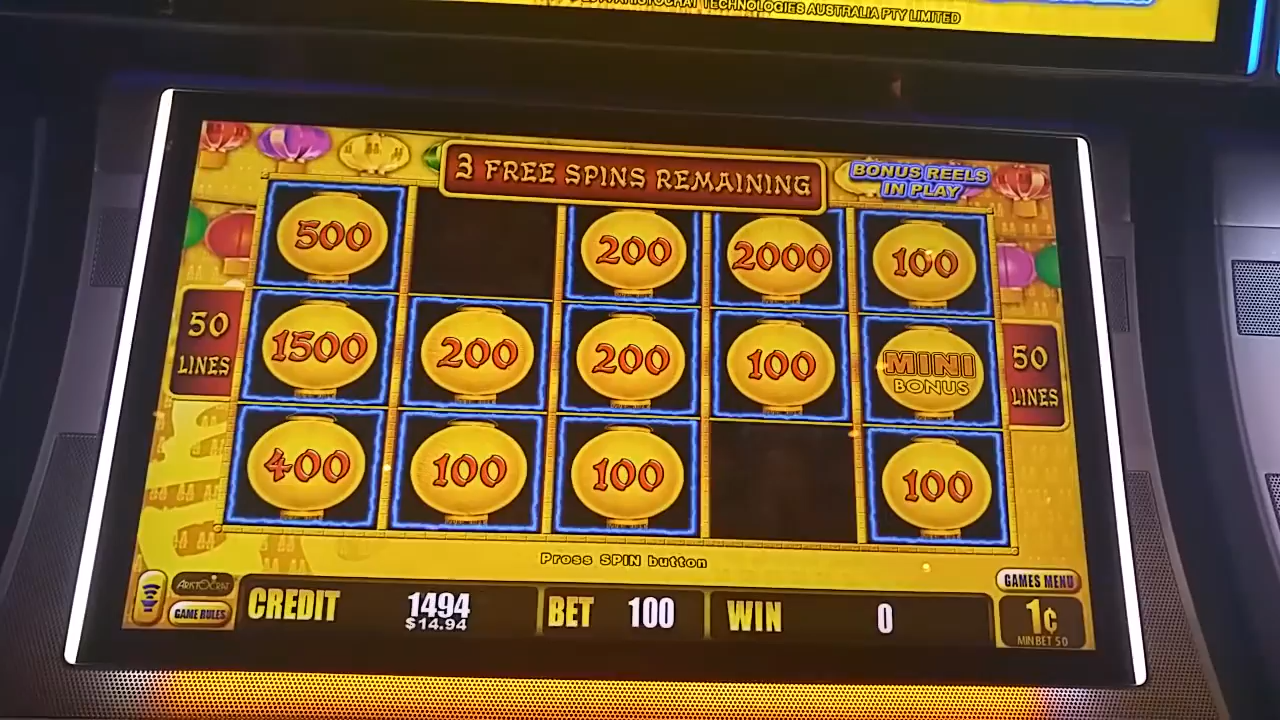 TECHNOLOGIES AUSTRALIA PTY LIMITED
3 FREE SPINS REMAINING
BONUS REELS
IN PLAY
500
200
2000
100
50
LINES
1500
200
200
100
MINI
BONUS
50
LINES
400
100
100
100
Press SPIN button
ARISTOCRAT
GAME RULES
CREDIT
1494
$14.94
BET 100
WIN 0
GAMES MENU
1¢
MIN BET 50